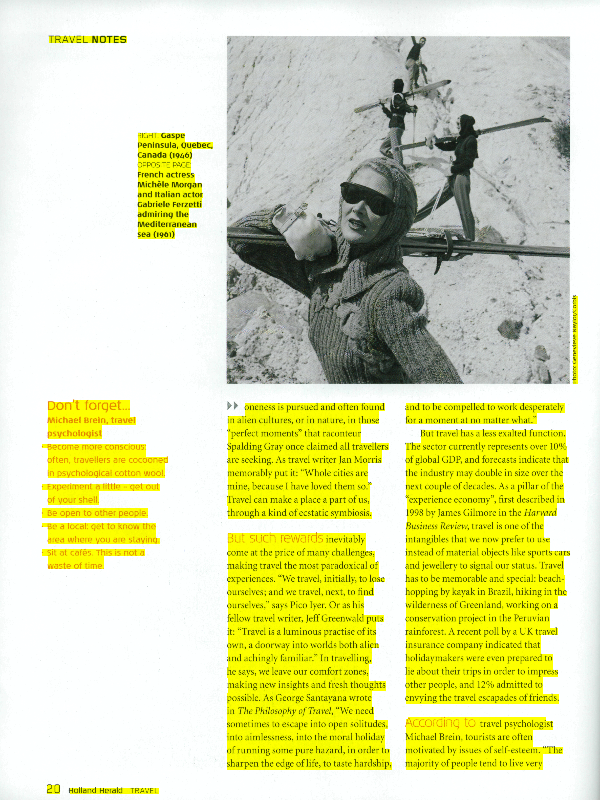 TRAVEL NOTES
RIGHT: Gaspe
Peninsula, Quebec,
Canada (1946)
OPPOSITE PAGE:
French actress
Michèle Morgan
and Italian actor
Gabriele Ferzetti
admiring the
Mediterranean
sea (1961)
Don't forget...
Michael Brein, travel
psychologist
Become more conscious
often, travellers are cocooned
in psychological cotton wool.
Experiment a little - get out
of your shell.
Be open to other people.
Be a local: get to know the
area where you are staying.
Sit at cafés. This is not a
waste of time.
oneness is pursued and often found
in alien cultures, or in nature, in those
"perfect moments" that raconteur
Spalding Gray once claimed all travellers
are seeking. As travel writer Jan Morris
memorably put it: "Whole cities are
mine, because I have loved them so."
Travel can make a place a part of us,
through a kind of ecstatic symbiosis.
But such rewards inevitably
come at the price of many challenges,
making travel the most paradoxical of
experiences. "We travel, initially, to lose
ourselves; and we travel, next, to find
ourselves," says Pico Iyer. Or as his
fellow travel writer, Jeff Greenwald puts
it: "Travel is a luminous practise of its
own, a doorway into worlds both alien
and achingly familiar." In travelling,
he says, we leave our comfort zones,
making new insights and fresh thoughts
possible. As George Santayana wrote
in The Philosophy of Travel, "We need
sometimes to escape into open solitudes,
into aimlessness, into the moral holiday
of running some pure hazard, in order to
sharpen the edge of life, to taste hardship,
and to be compelled to work desperately
for a moment at no matter what."
But travel has a less exalted function.
The sector currently represents over 10%
of global GDP, and forecasts indicate that
the industry may double in size over the
next couple of decades. As a pillar of the
"experience economy", first described in
1998 by James Gilmore in the Harvard
Business Review, travel is one of the
intangibles that we now prefer to use
instead of material objects like sports cars
and jewellery to signal our status. Travel
has to be memorable and special: beach-
hopping by kayak in Brazil, hiking in the
wilderness of Greenland, working on a
conservation project in the Peruvian
rainforest. A recent poll by a UK travel
insurance company indicated that
holidaymakers were even prepared to
lie about their trips in order to impress
other people, and 12% admitted to
envying the travel escapades of friends.
According to travel psychologist
Michael Brein, tourists are often
motivated by issues of self-esteem. "The
majority of people tend to live very
20 Holland Herald TRAVEL